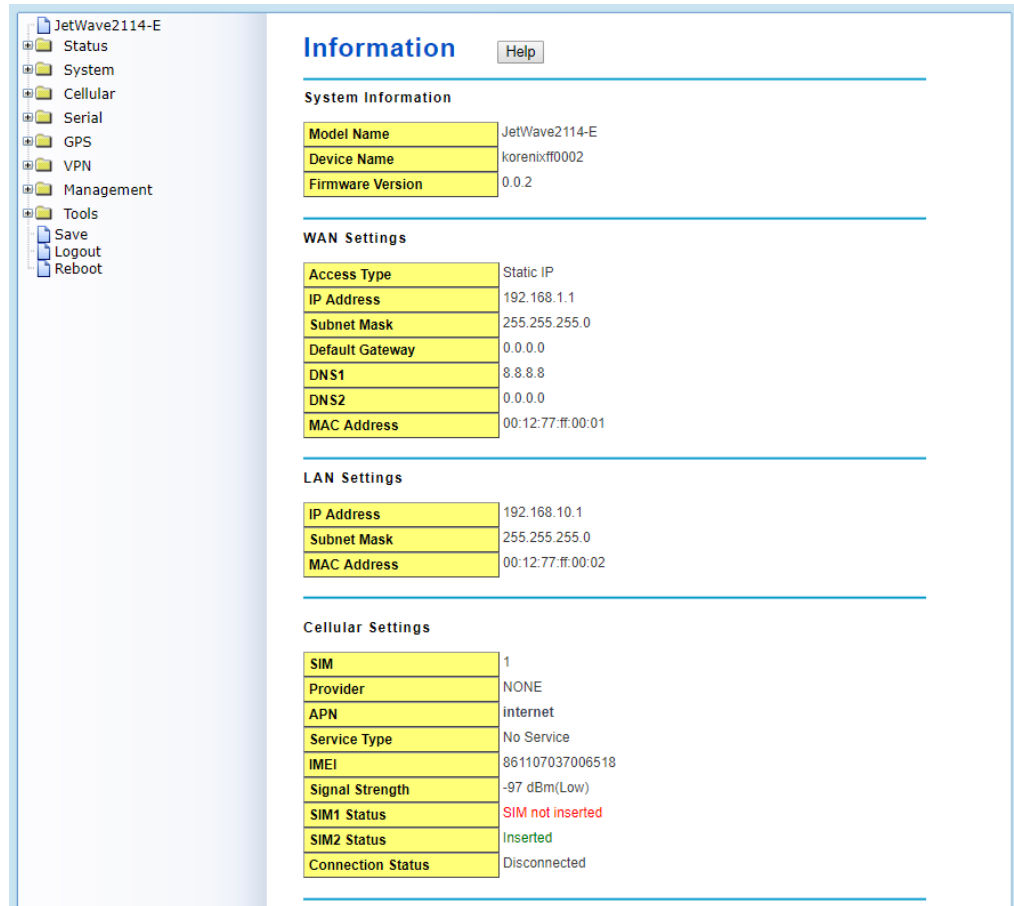 JetWave2114-E
Status
System
Cellular
Serial
GPS
VPN
Management
Tools
Save
Logout
Reboot
Information Help
System Information
Model Name JetWave2114-E
Device Name korenixff0002
Firmware Version 0.0.2
WAN Settings
Access Type Static IP
IP Address 192.168.1.1
Subnet Mask 255.255.255.0
Default Gateway 0.0.0.0
DNS1 8.8.8.8
DNS2 0.0.0.0
MAC Address 00:12:77:ff:00:01
LAN Settings
IP Address 192.168.10.1
Subnet Mask 255.255.255.0
MAC Address 00:12:77:ff:00:02
Cellular Settings
SIM 1
Provider NONE
APN internet
Service Type No Service
IMEI 861107037006518
Signal Strength -97 dBm(Low)
SIM1 Status SIM not inserted
SIM2 Status Inserted
Connection Status Disconnected